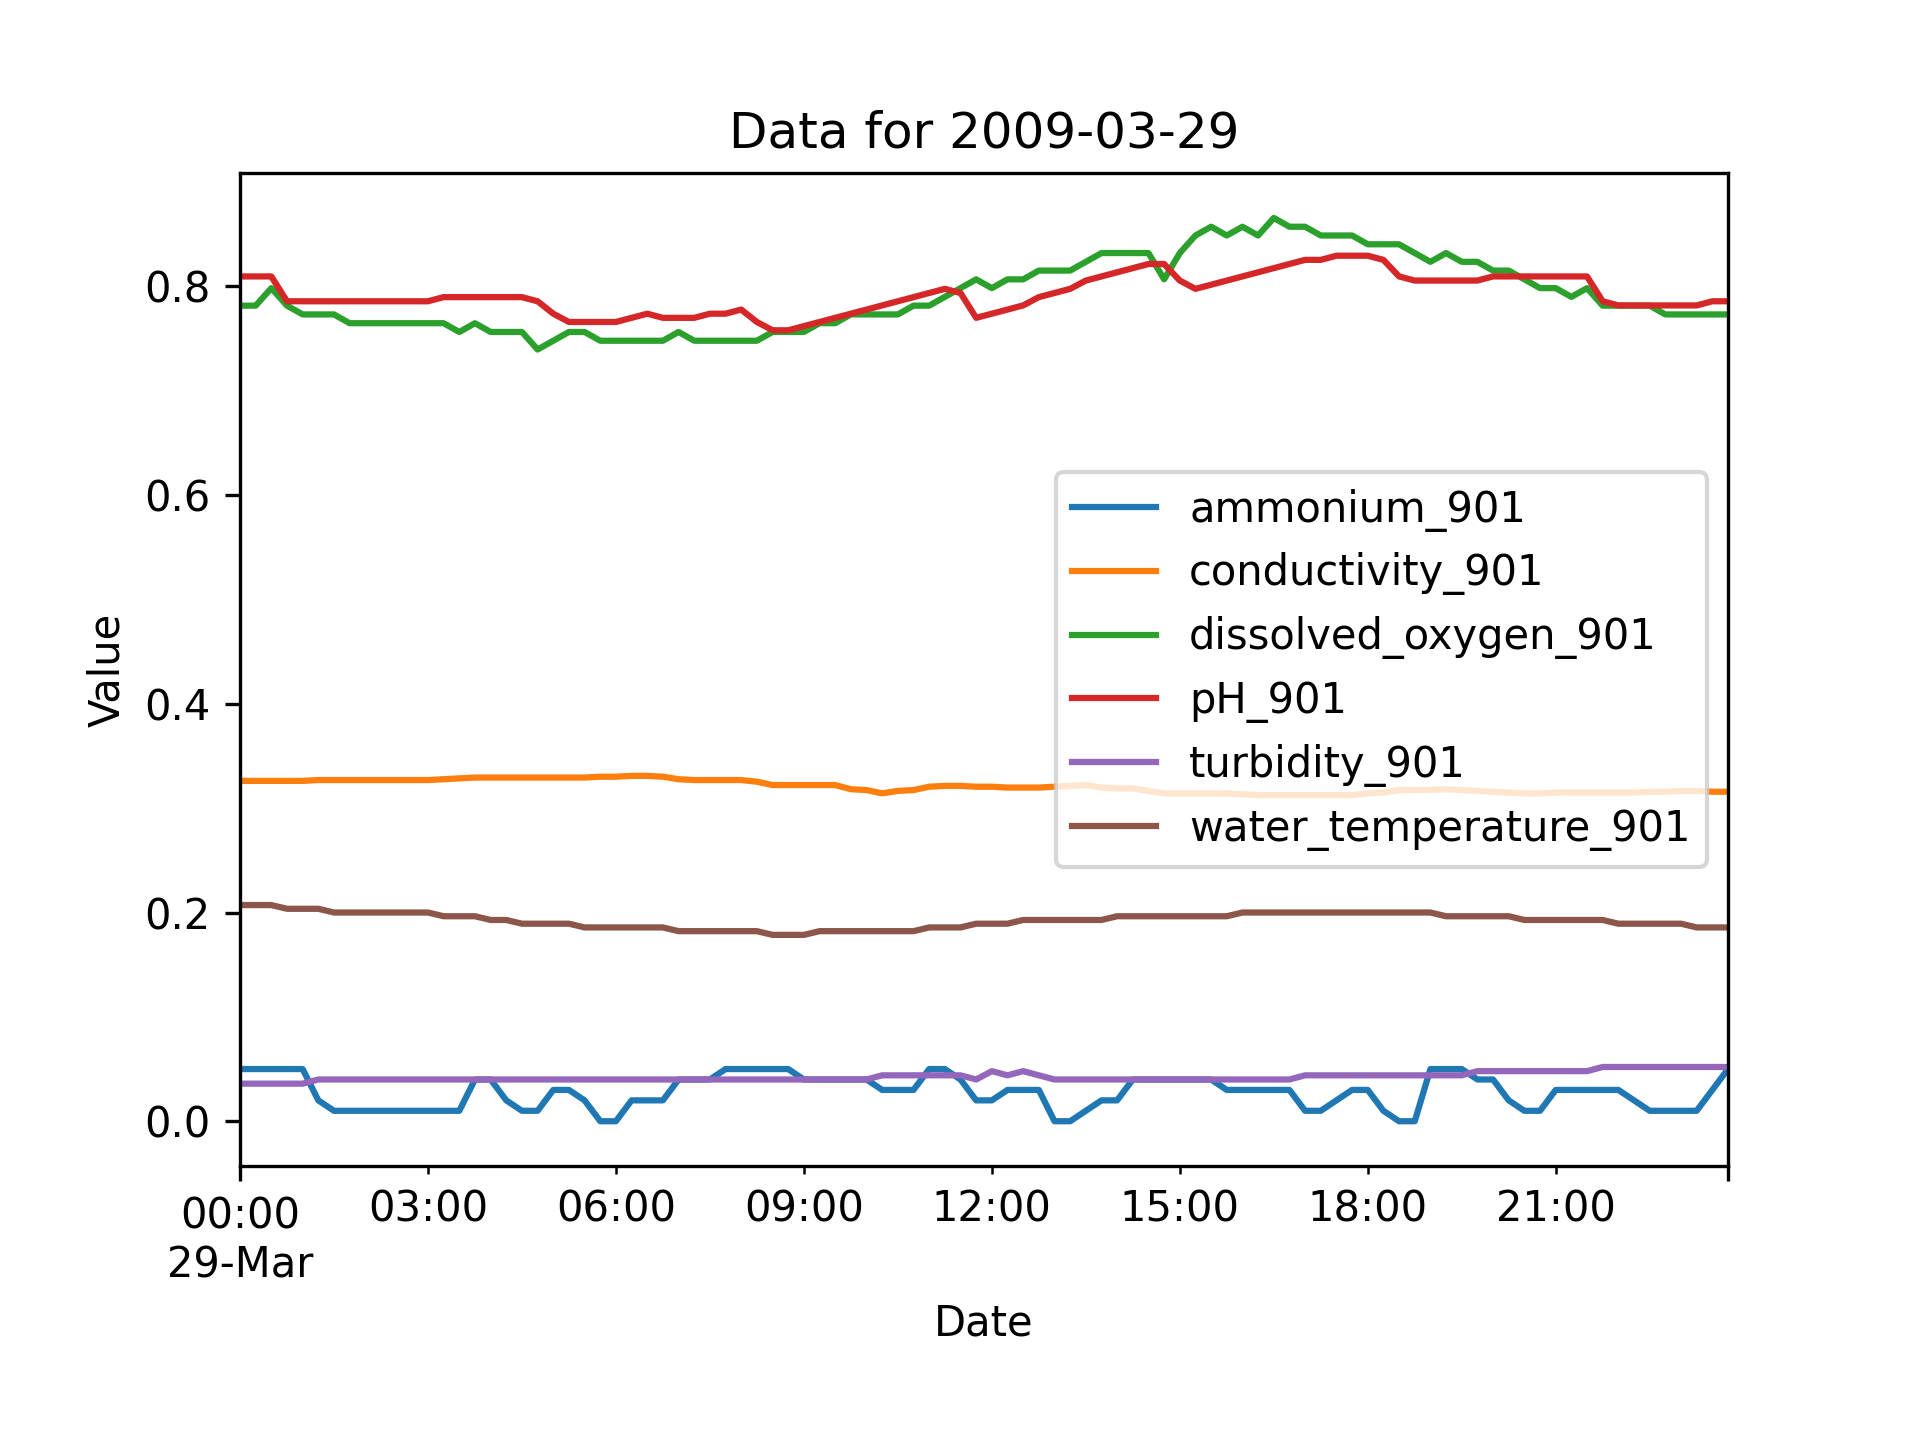 Data for 2009-03-29
Value
0.8
0.6
0.4
0.2
0.0
ammonium_901
conductivity_901
dissolved_oxygen_901
pH_901
turbidity_901
water_temperature_901
00:00 03:00 06:00 09:00 12:00 15:00 18:00 21:00
29-Mar
Date